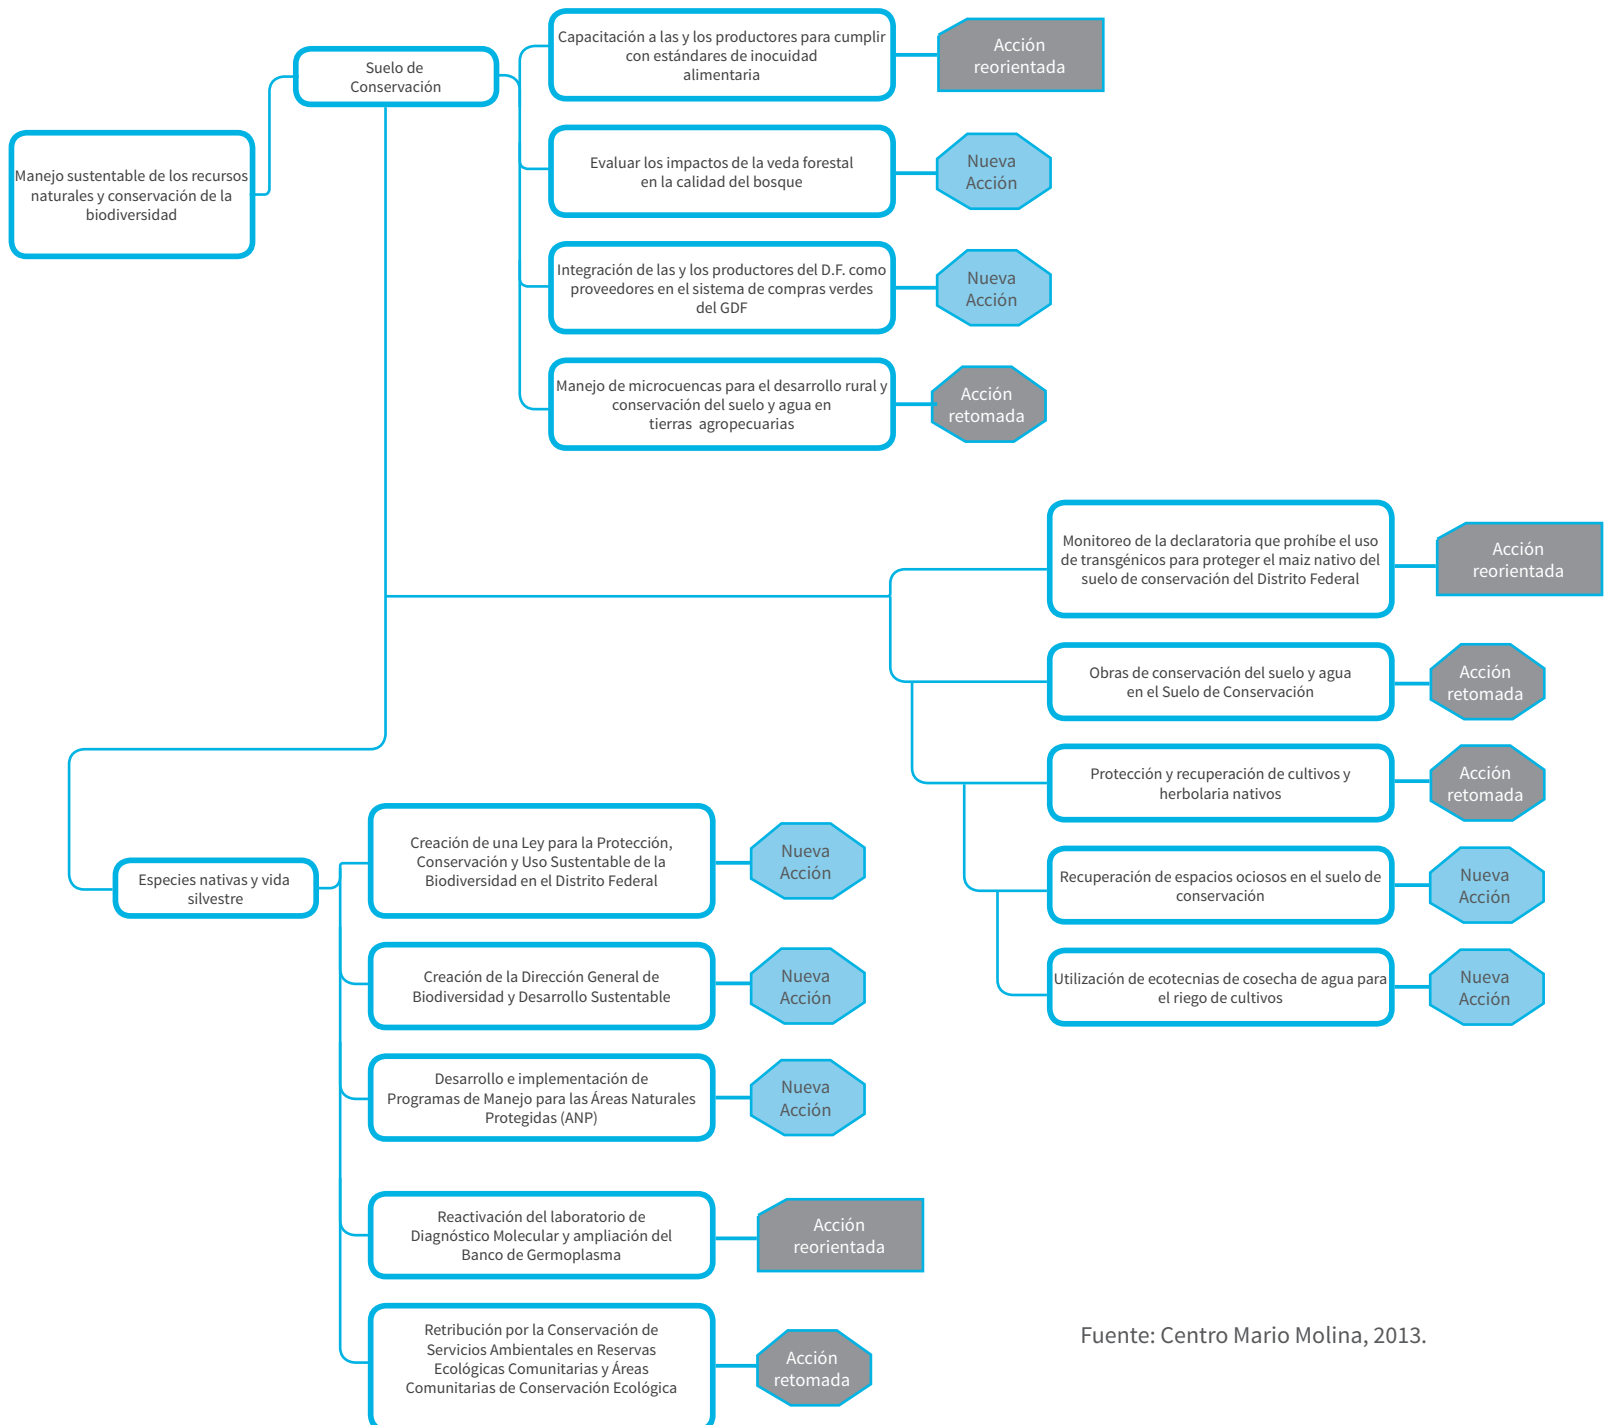 Manejo sustentable de los recursos
naturales y conservación de la
biodiversidad
Suelo de
Conservación
Capacitación a las y los productores para cumplir
con estándares de inocuidad
alimentaria
Acción
reorientada
Evaluar los impactos de la veda forestal
en la calidad del bosque
Nueva
Acción
Integración de las y los productores del D.F. como
proveedores en el sistema de compras verdes
del GDF
Nueva
Acción
Manejo de microcuencas para el desarrollo rural y
conservación del suelo y agua en
tierras agropecuarias
Acción
retomada
Monitoreo de la declaratoria que prohíbe el uso
de transgénicos para proteger el maiz nativo del
suelo de conservación del Distrito Federal
Acción
reorientada
Obras de conservación del suelo y agua
en el Suelo de Conservación
Acción
retomada
Protección y recuperación de cultivos y
herbolaria nativos
Acción
retomada
Recuperación de espacios ociosos en el suelo de
conservación
Nueva
Acción
Utilización de ecotecnias de cosecha de agua para
el riego de cultivos
Nueva
Acción
Especies nativas y vida
silvestre
Creación de una Ley para la Protección,
Conservación y Uso Sustentable de la
Biodiversidad en el Distrito Federal
Nueva
Acción
Creación de la Dirección General de
Biodiversidad y Desarrollo Sustentable
Nueva
Acción
Desarrollo e implementación de
Programas de Manejo para las Áreas Naturales
Protegidas (ANP)
Nueva
Acción
Reactivación del laboratorio de
Diagnóstico Molecular y ampliación del
Banco de Germoplasma
Acción
reorientada
Retribución por la Conservación de
Servicios Ambientales en Reservas
Ecológicas Comunitarias y Áreas
Comunitarias de Conservación Ecológica
Acción
retomada
Fuente: Centro Mario Molina, 2013.